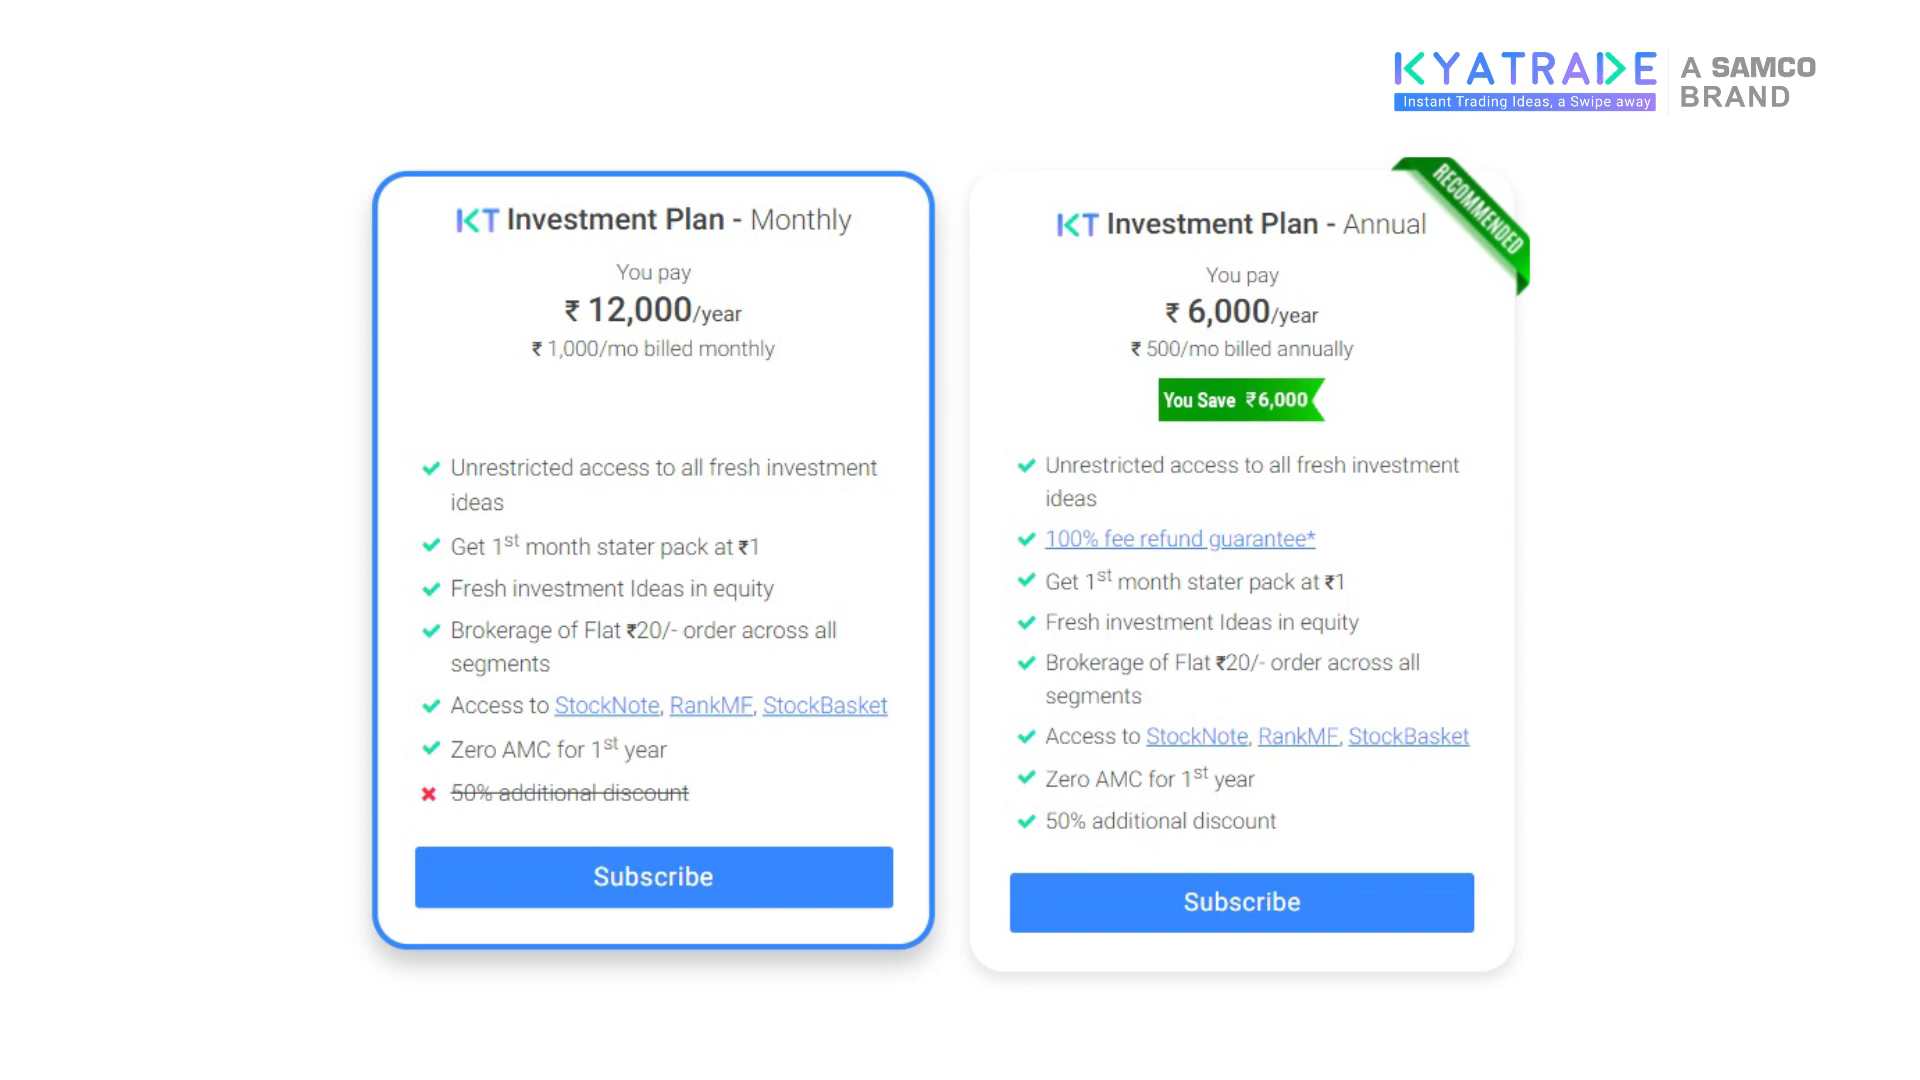 KYATRADE
Instant Trading Ideas, a Swipe away
A SAMCO
BRAND
KT Investment Plan - Monthly
You pay
₹ 12,000/year
₹ 1,000/mo billed monthly
Unrestricted access to all fresh investment
ideas
Get 1st month stater pack at ₹1
Fresh investment Ideas in equity
Brokerage of Flat ₹20/- order across all
segments
Access to StockNote, RankMF, StockBasket
Zero AMC for 1st year
50% additional discount
Subscribe
RECOMMENDED
KT Investment Plan - Annual
You pay
₹ 6,000/year
₹ 500/mo billed annually
You Save ₹6,000
Unrestricted access to all fresh investment
ideas
100% fee refund guarantee*
Get 1st month stater pack at ₹1
Fresh investment Ideas in equity
Brokerage of Flat ₹20/- order across all
segments
Access to StockNote, RankMF, StockBasket
Zero AMC for 1st year
50% additional discount
Subscribe